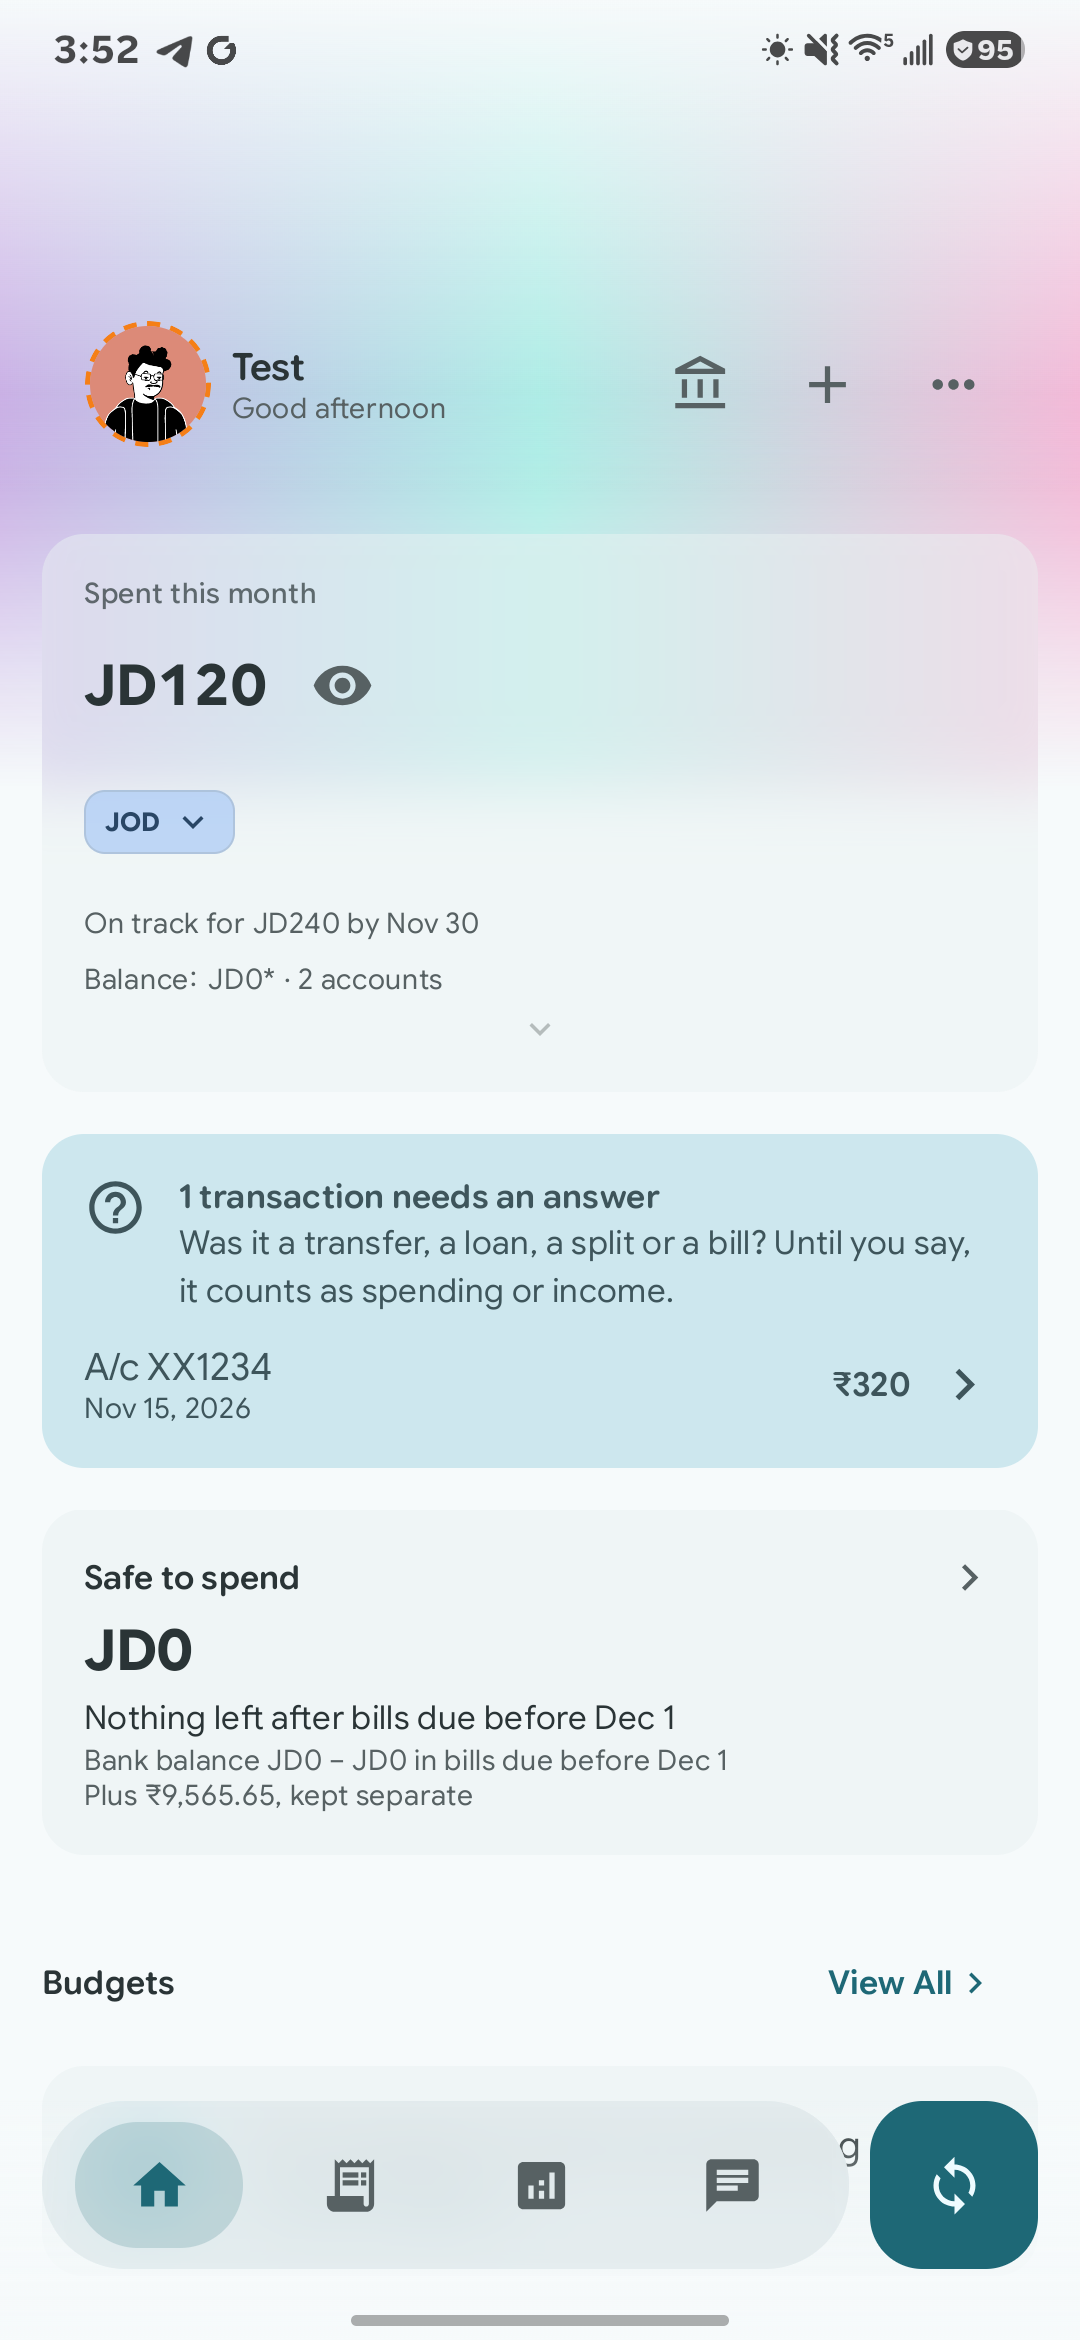 3:52
5
95
Test
Good afternoon
Spent this month
JD120
JOD
On track for JD240 by Nov 30
Balance: JD0* · 2 accounts
1 transaction needs an answer
Was it a transfer, a loan, a split or a bill? Until you say,
it counts as spending or income.
A/c XX1234
₹320
Nov 15, 2026
Safe to spend
JD0
Nothing left after bills due before Dec 1
Bank balance JD0 – JD0 in bills due before Dec 1
Plus ₹9,565.65, kept separate
Budgets
View All
g